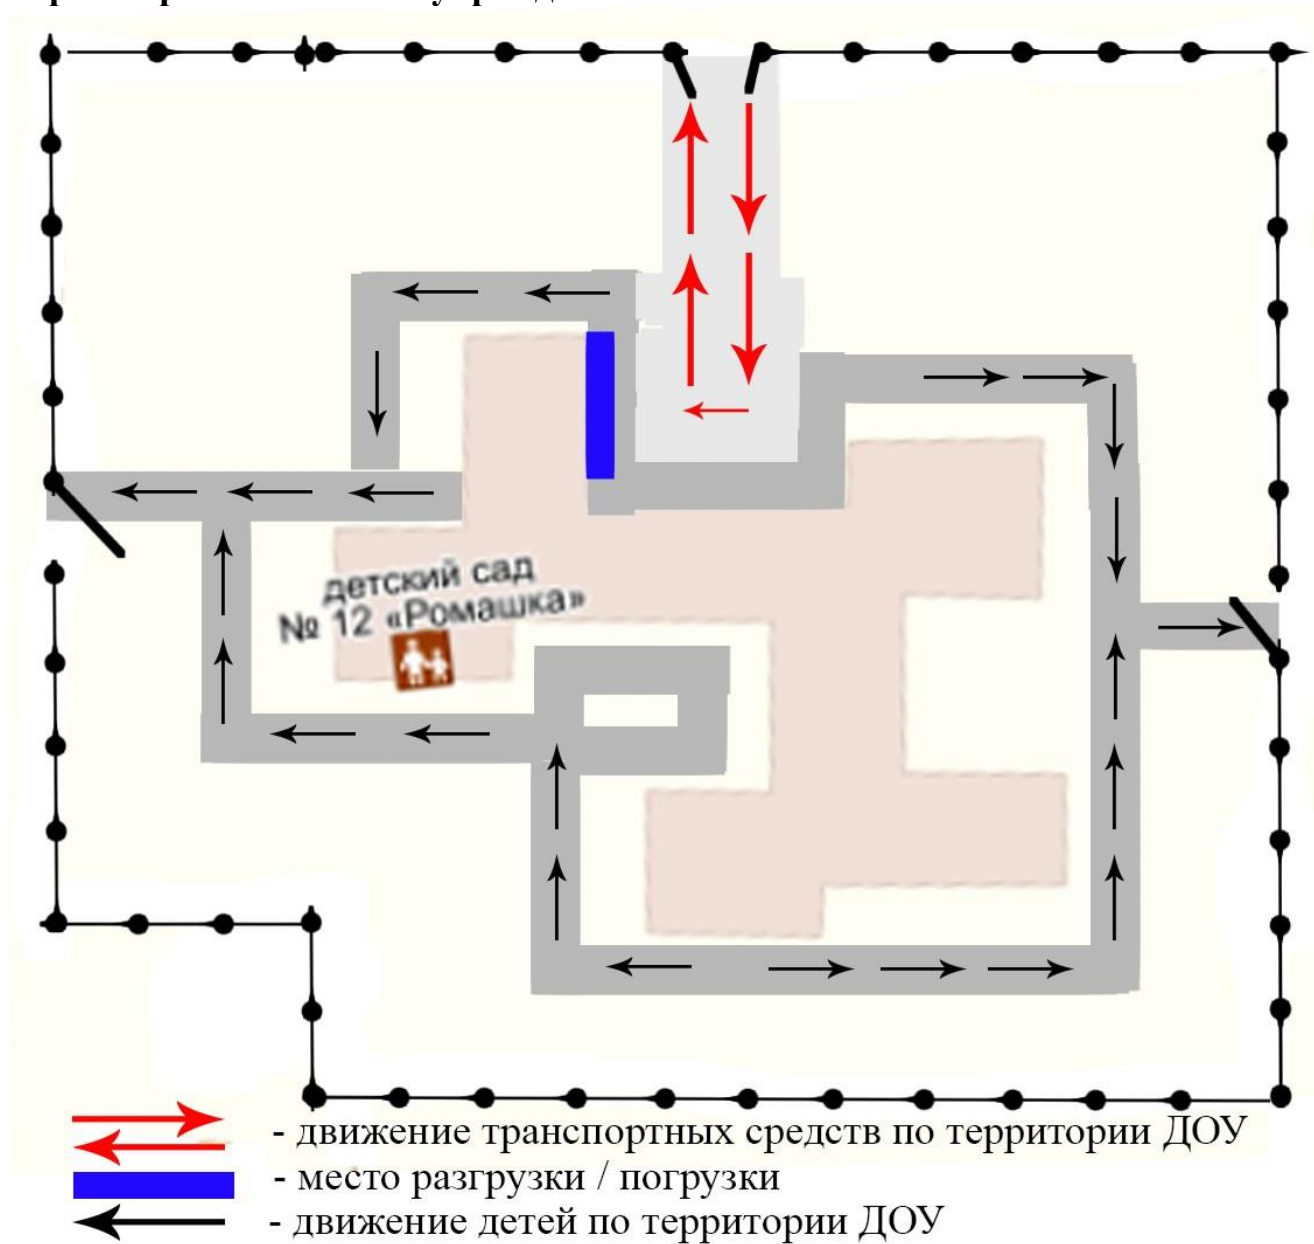 детский сад
№ 12 «Ромашка»
- движение транспортных средств по территории ДОУ
- место разгрузки / погрузки
- движение детей по территории ДОУ